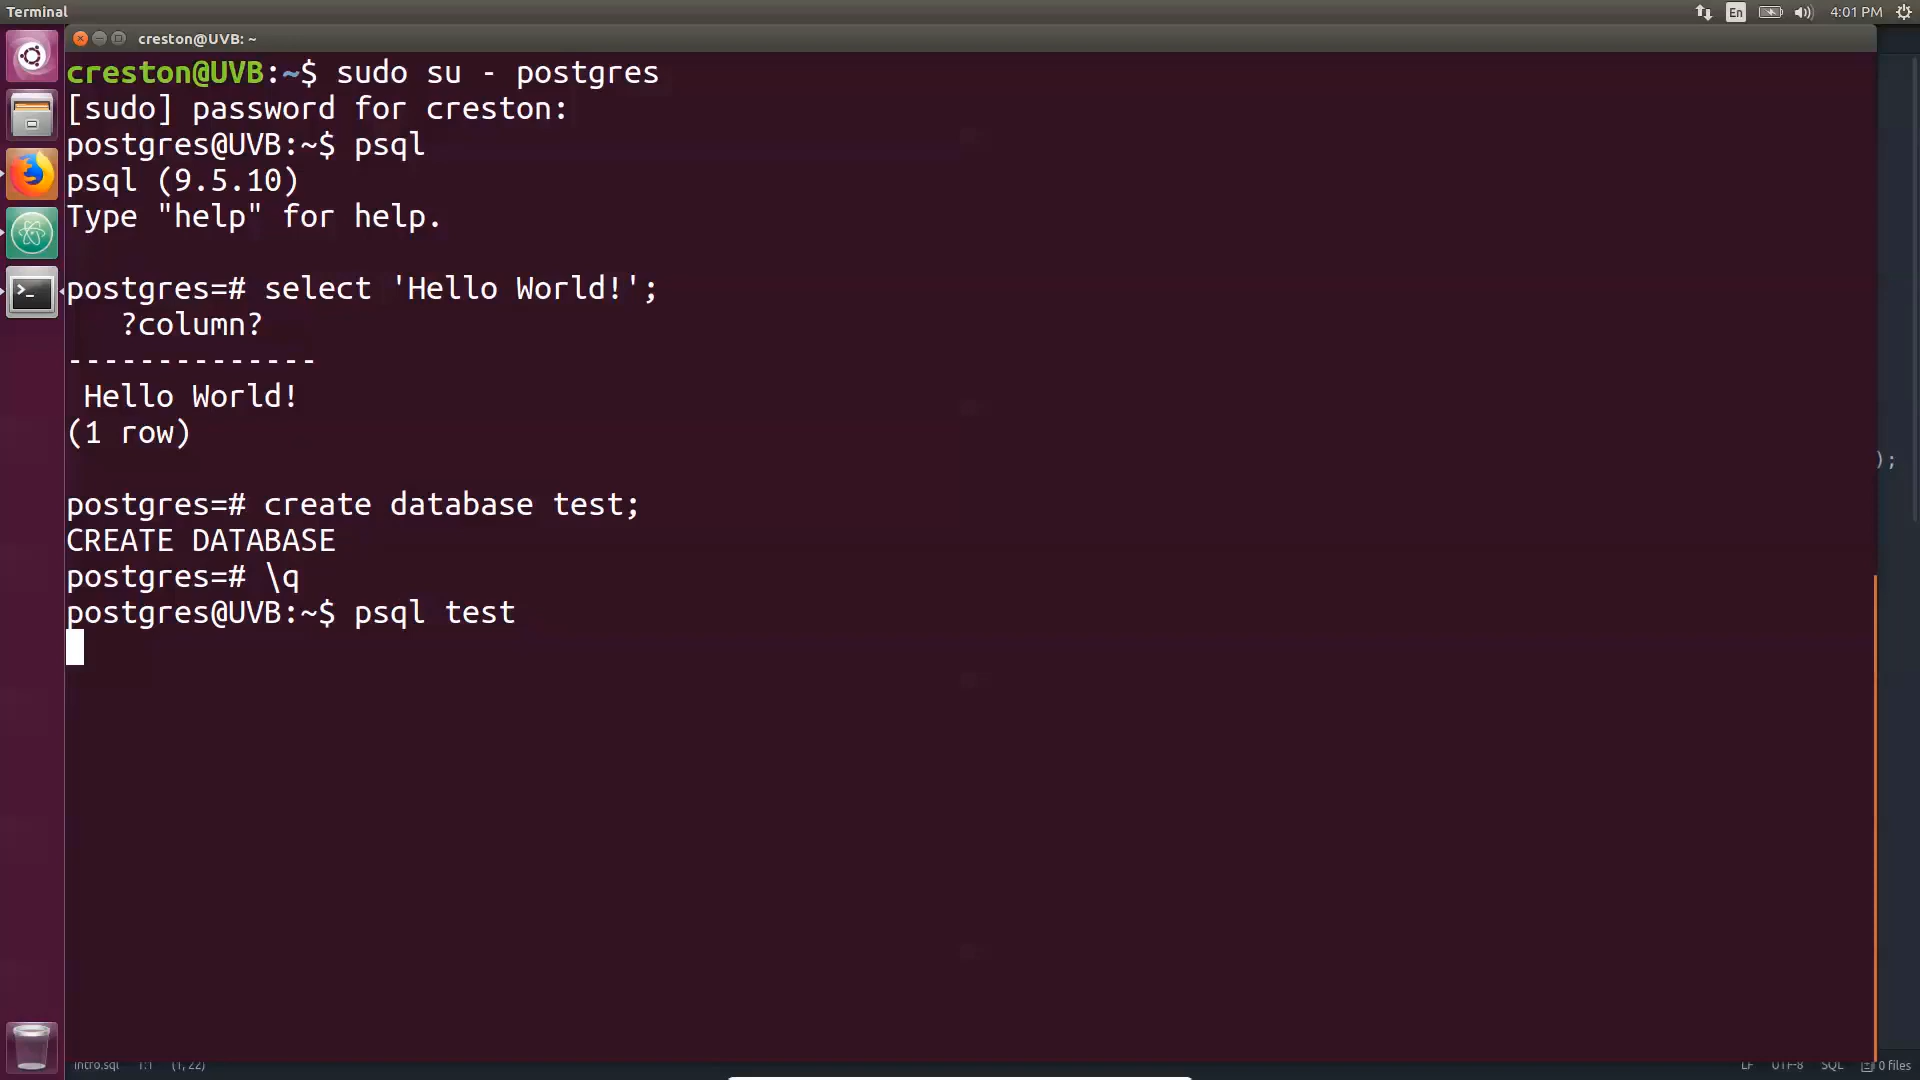 Terminal
En
4:01 PM
creston@UVB: ~
creston@UVB:~$ sudo su - postgres
[sudo] password for creston:
postgres@UVB:~$ psql
psql (9.5.10)
Type "help" for help.
postgres=# select 'Hello World!';
?column?
--------------
Hello World!
(1 row)
);
postgres=# create database test;
CREATE DATABASE
postgres=# \q
postgres@UVB:~$ psql test
intro.sql 1:1 (1, 22)
LF UTF-8 SQL 0 files